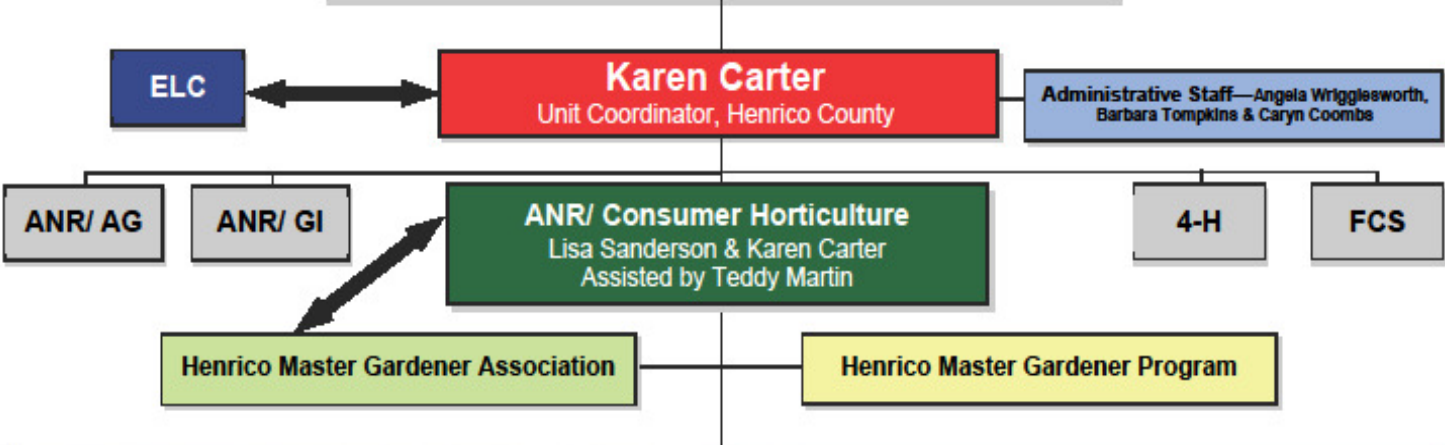 ELC
Karen Carter
Unit Coordinator, Henrico County
Administrative Staff—Angela Wrigglesworth,
Barbara Tompkins & Caryn Coombs
ANR/ AG
ANR/ GI
ANR/ Consumer Horticulture
Lisa Sanderson & Karen Carter
Assisted by Teddy Martin
4-H
FCS
Henrico Master Gardener Association
Henrico Master Gardener Program